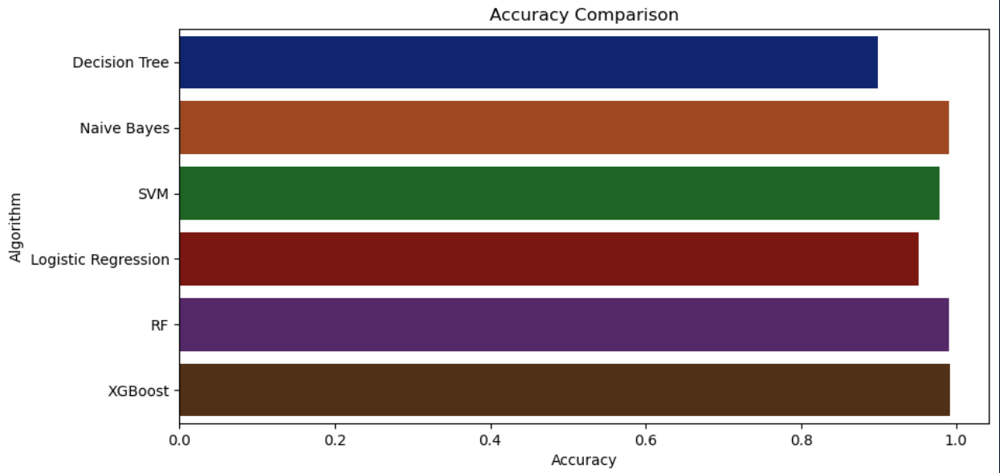 Accuracy Comparison
Decision Tree
Naive Bayes
SVM
Logistic Regression
RF
XGBoost
Algorithm
0.0 0.2 0.4 0.6 0.8 1.0
Accuracy